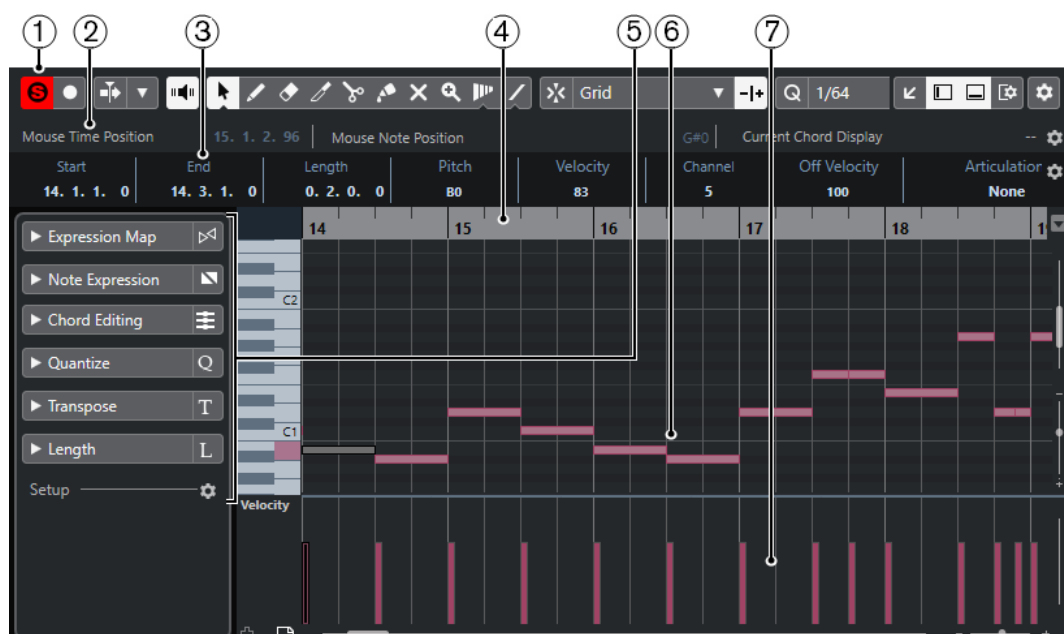 ① ② ③ ④ ⑤ ⑥ ⑦
S Grid Q 1/64
Mouse Time Position 15. 1. 2. 96 Mouse Note Position G#0 Current Chord Display --
Start End Length Pitch Velocity Channel Off Velocity Articulation
14. 1. 1. 0 14. 3. 1. 0 0. 2. 0. 0 B0 83 5 100 None
14 15 16 17 18
Expression Map
Note Expression
C2
Chord Editing
Quantize Q
Transpose T
C1
Length L
Setup
Velocity